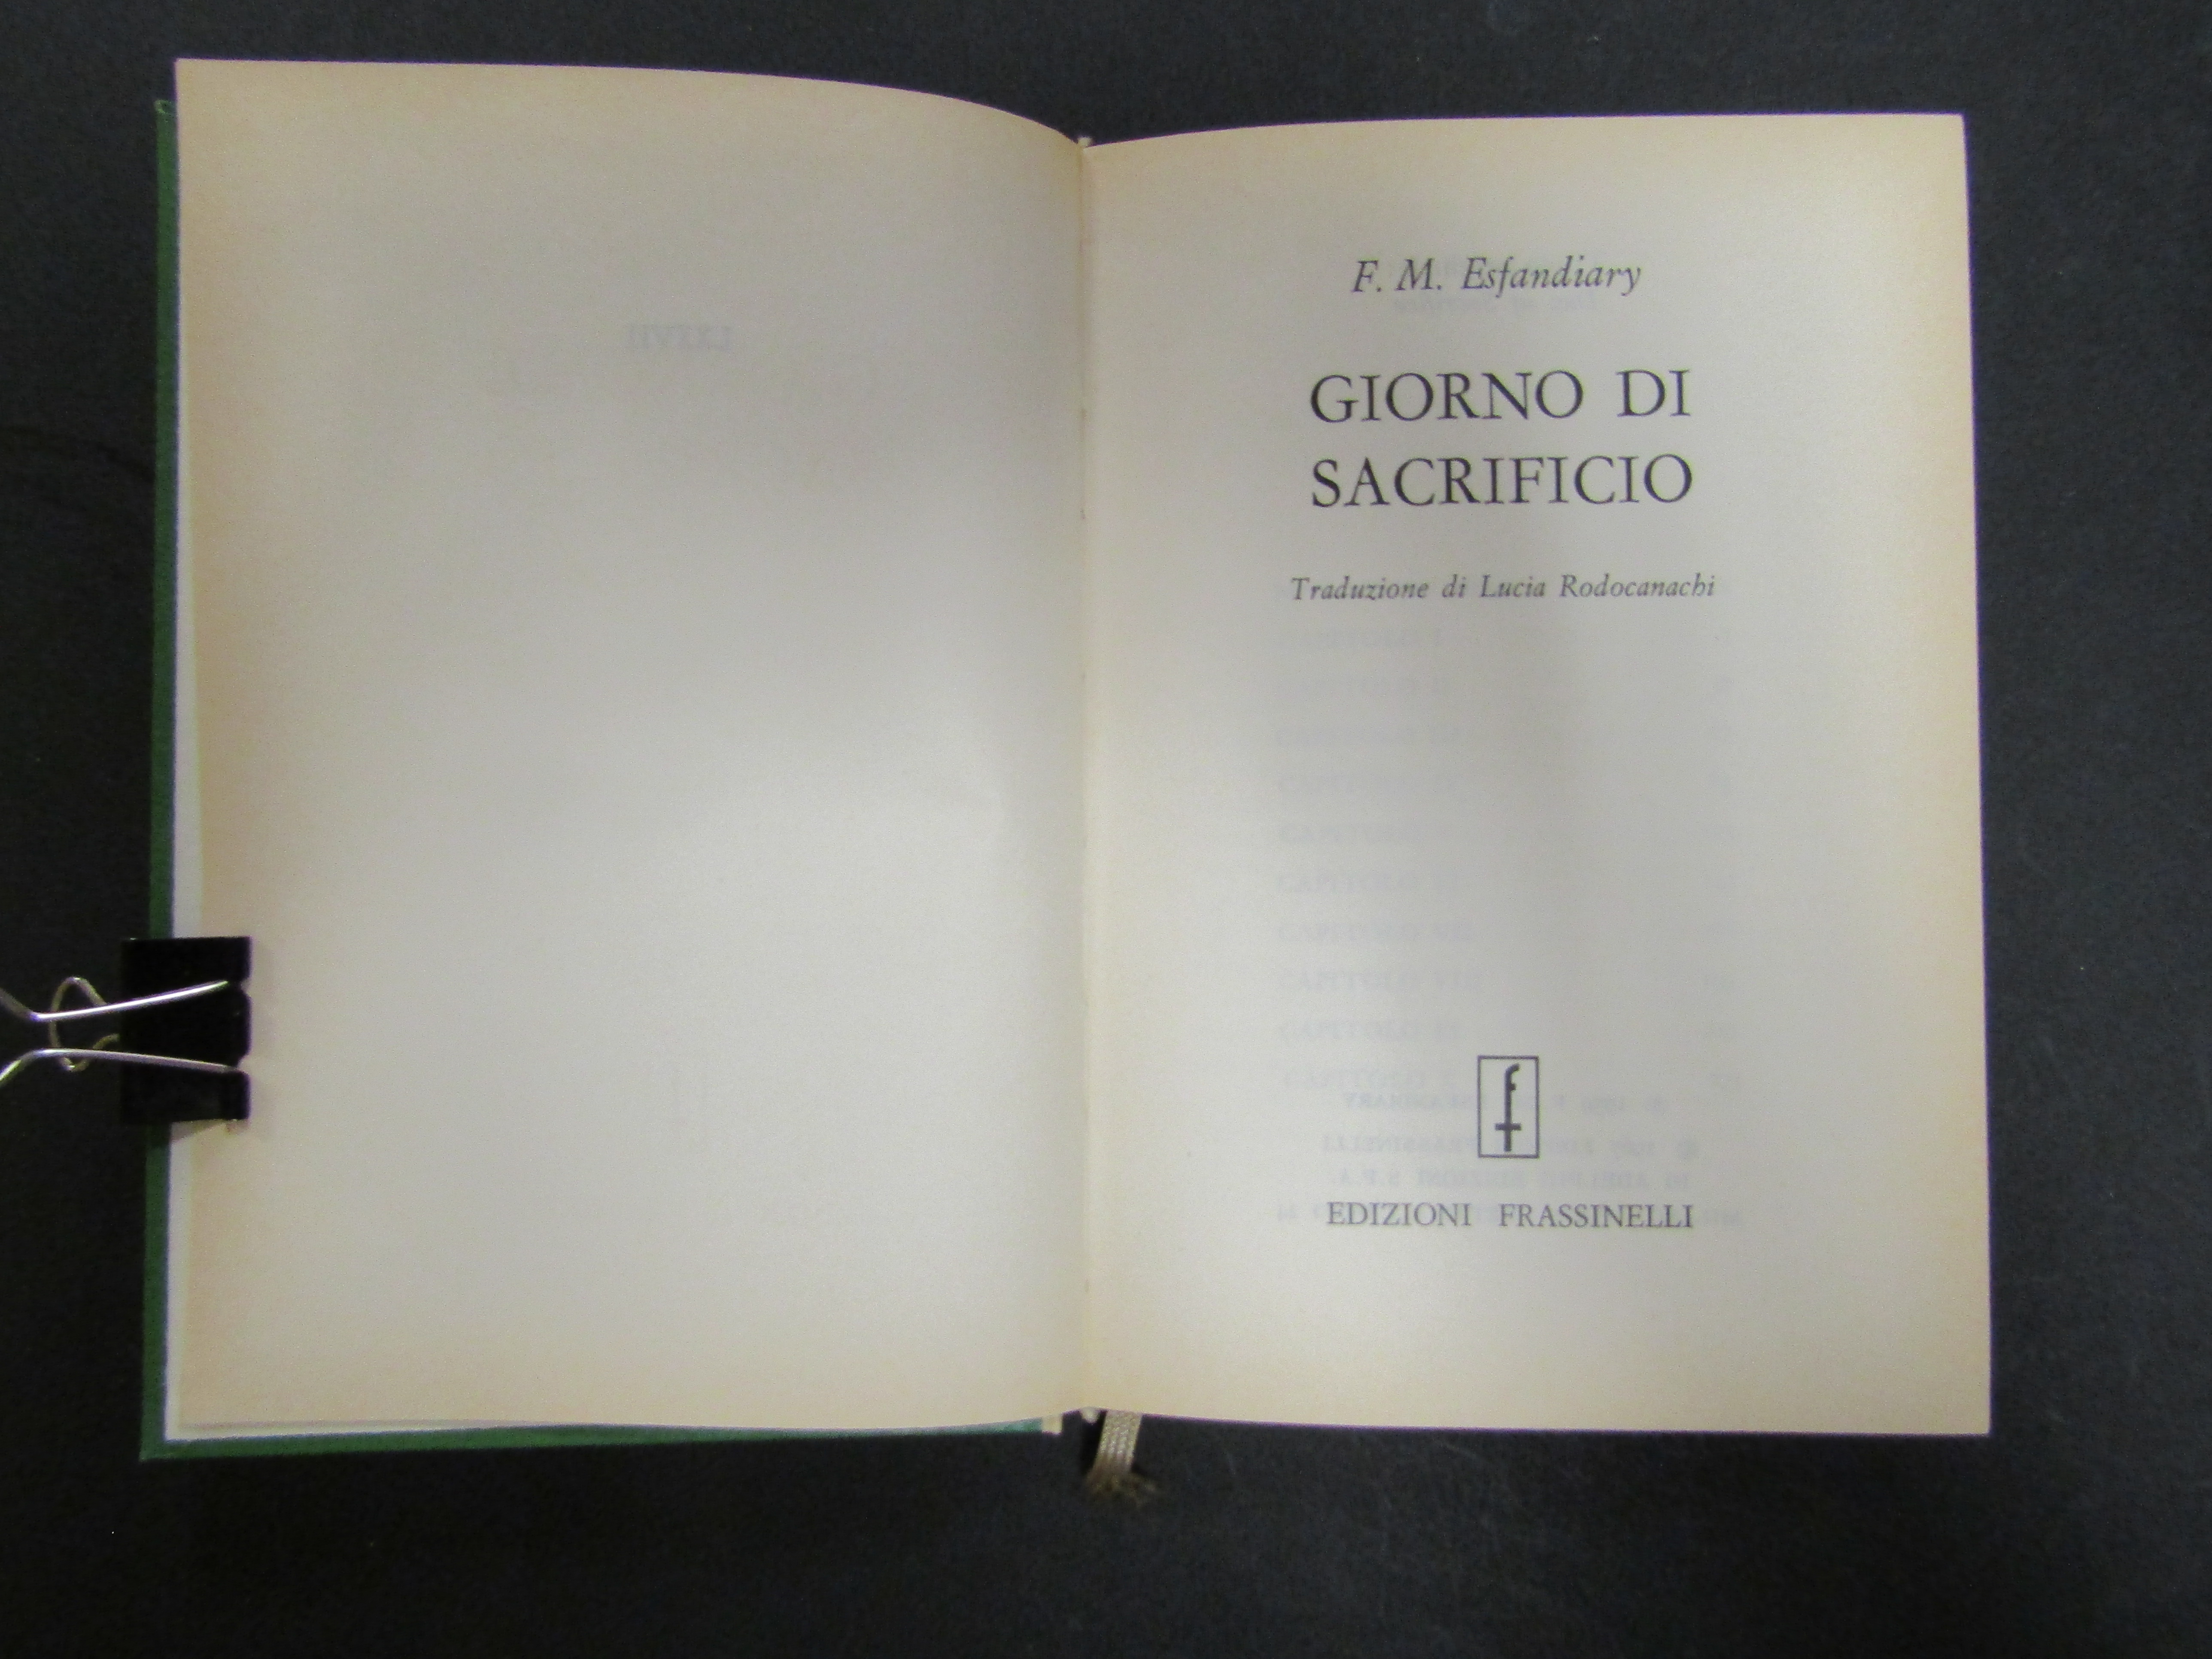 F. M. Esfandiary
GIORNO DI
SACRIFICIO
Traduzione di Lucia Rodocanachi
f
EDIZIONI FRASSINELLI